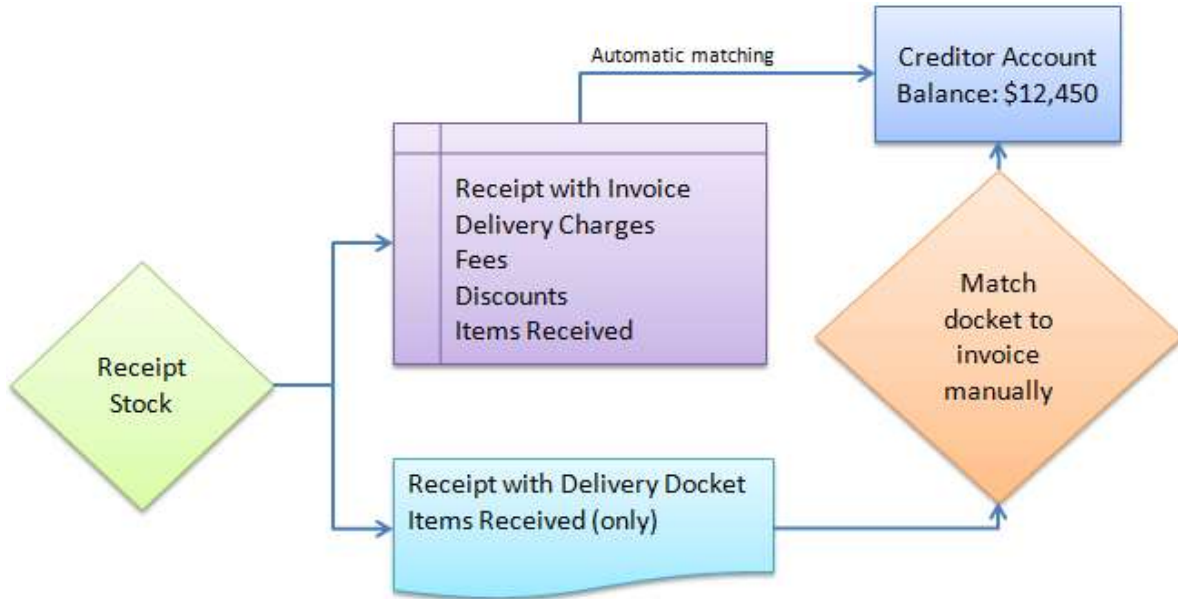 Automatic matching
Creditor Account
Balance: $12,450
Receipt with Invoice
Delivery Charges
Fees
Discounts
Items Received
Match
docket to
invoice
manually
Receipt
Stock
Receipt with Delivery Docket
Items Received (only)